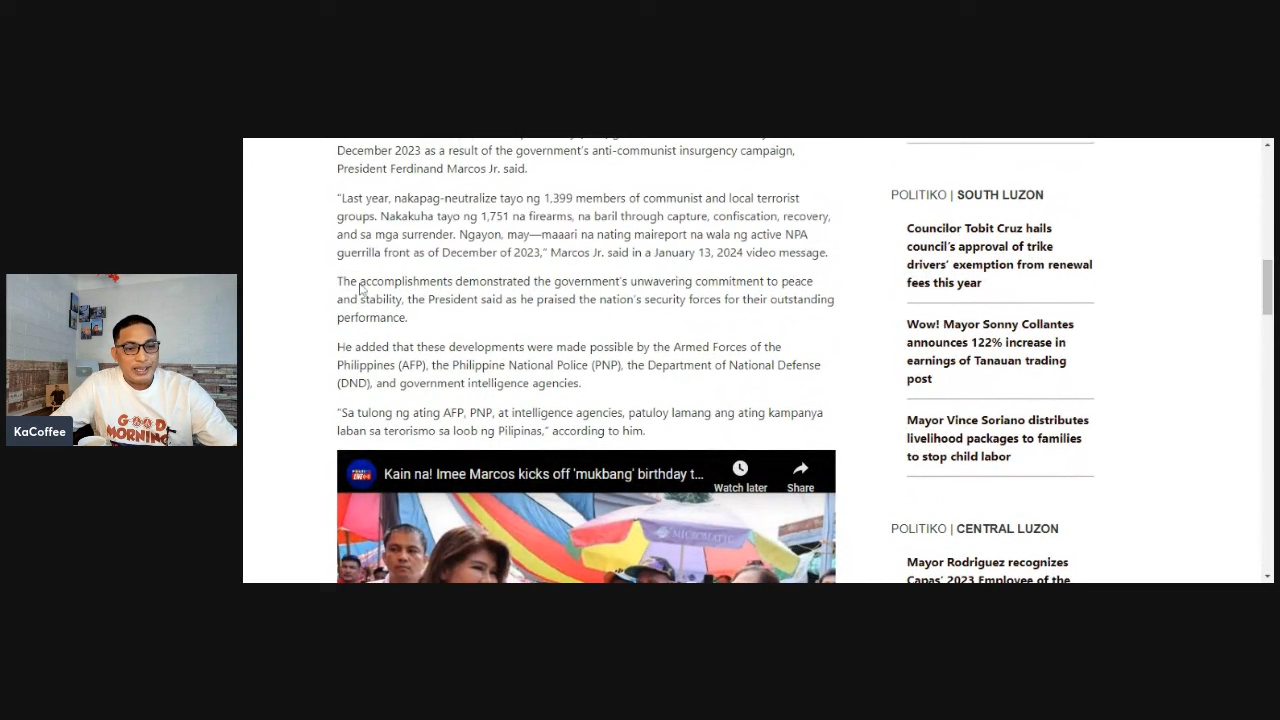 December 2023 as a result of the government's anti-communist insurgency campaign,
President Ferdinand Marcos Jr. said.
“Last year, nakapag-neutralize tayo ng 1,399 members of communist and local terrorist
groups. Nakakuha tayo ng 1,751 na firearms, na baril through capture, confiscation, recovery,
and sa mga surrender. Ngayon, may—maaari na nating maireport na wala ng active NPA
guerrilla front as of December of 2023,” Marcos Jr. said in a January 13, 2024 video message.
The accomplishments demonstrated the government's unwavering commitment to peace
and stability, the President said as he praised the nation's security forces for their outstanding
performance.
He added that these developments were made possible by the Armed Forces of the
Philippines (AFP), the Philippine National Police (PNP), the Department of National Defense
(DND), and government intelligence agencies.
“Sa tulong ng ating AFP, PNP, at intelligence agencies, patuloy lamang ang ating kampanya
laban sa terorismo sa loob ng Pilipinas,” according to him.
Kain na! Imee Marcos kicks off 'mukbang' birthday t...
Watch later
Share
MICROMATIC
POLITIKO | SOUTH LUZON
Councilor Tobit Cruz hails
council's approval of trike
drivers' exemption from renewal
fees this year
Wow! Mayor Sonny Collantes
announces 122% increase in
earnings of Tanauan trading
post
Mayor Vince Soriano distributes
livelihood packages to families
to stop child labor
POLITIKO | CENTRAL LUZON
Mayor Rodriguez recognizes
Capas' 2023 Employee of the
KaCoffee
GOOD
MORNING